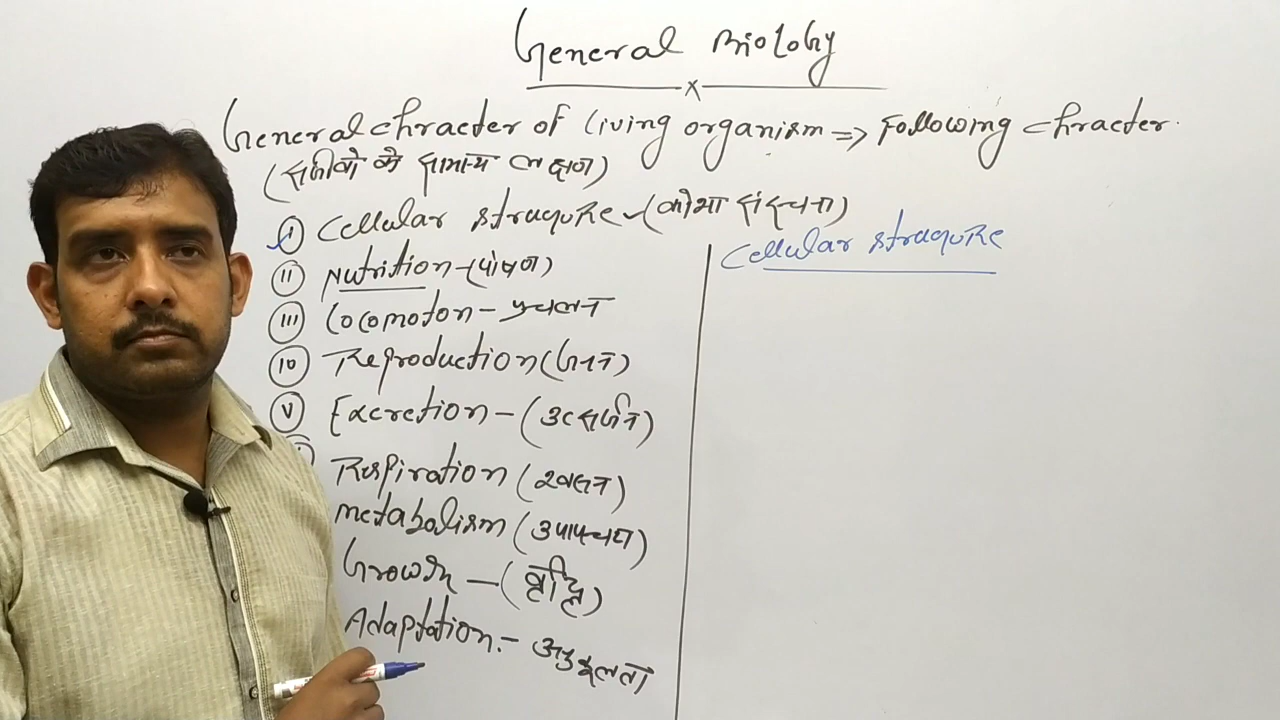 General Biology
x
General chracter of Living organism => Following chracter.
(सजीवो के सामान्य लक्षण)
(i) Cellular struqure - (कोशा संरचना)
(ii) Nutrition - (पोषण)
(iii) Locomoton - प्रचलन
(iv) Reproduction (जनन)
(v) Excretion - (उत्सर्जन)
Respiration (श्वसन)
metabolism (उपापचय)
Growth - (वृद्धि)
Adaptation - अनुकूलता
Cellular struqure